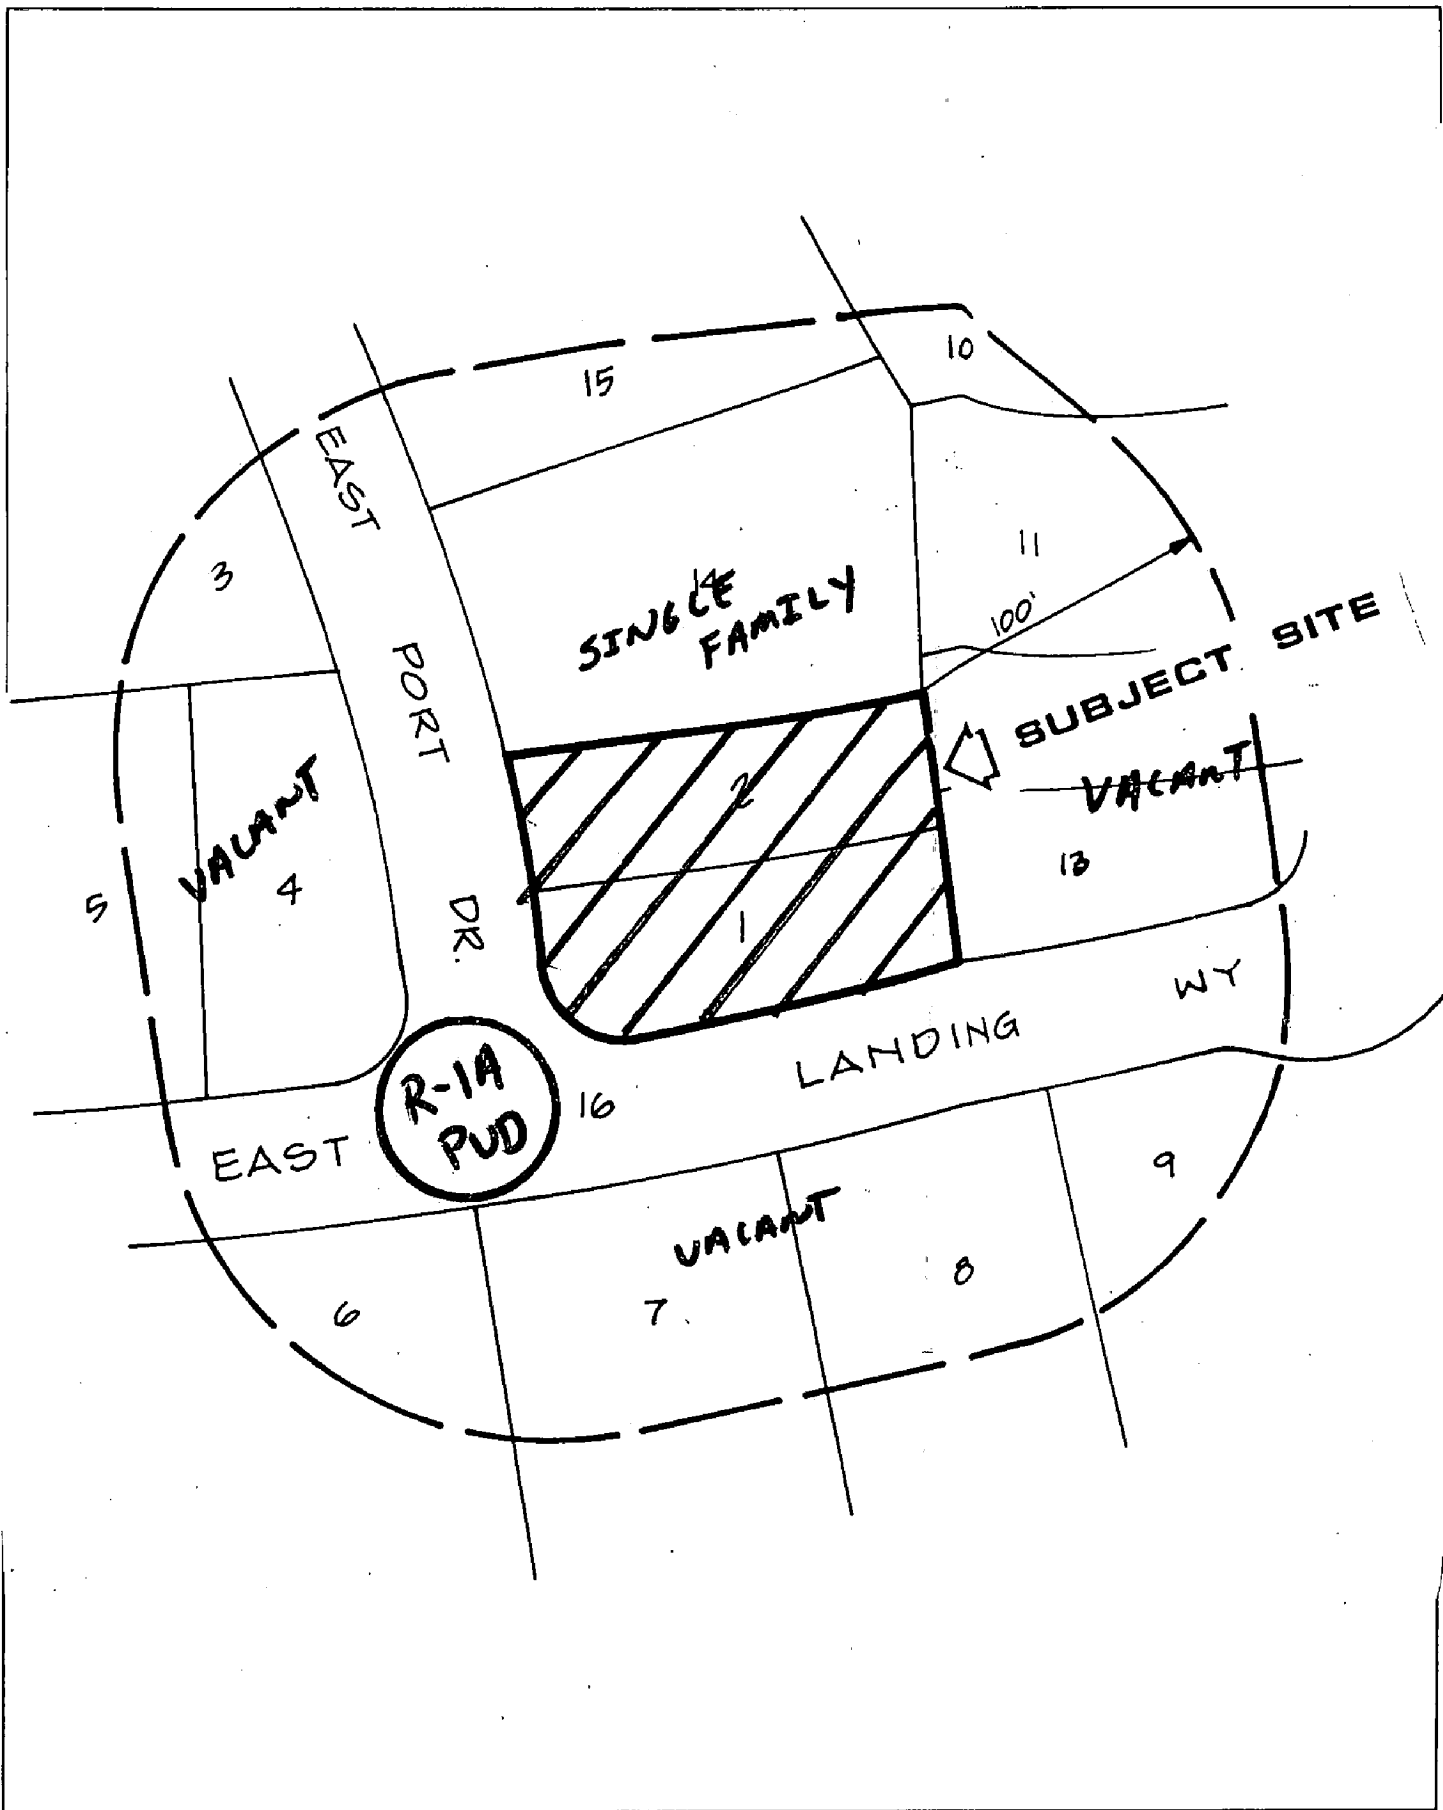 10
15
EAST
3
11
14
SINGLE
FAMILY
100'
SUBJECT SITE
PORT
2
VACANT
VACANT
13
4
5
DR.
1
WY
LANDING
R-1A
PUD
16
EAST
9
VACANT
8
7
6